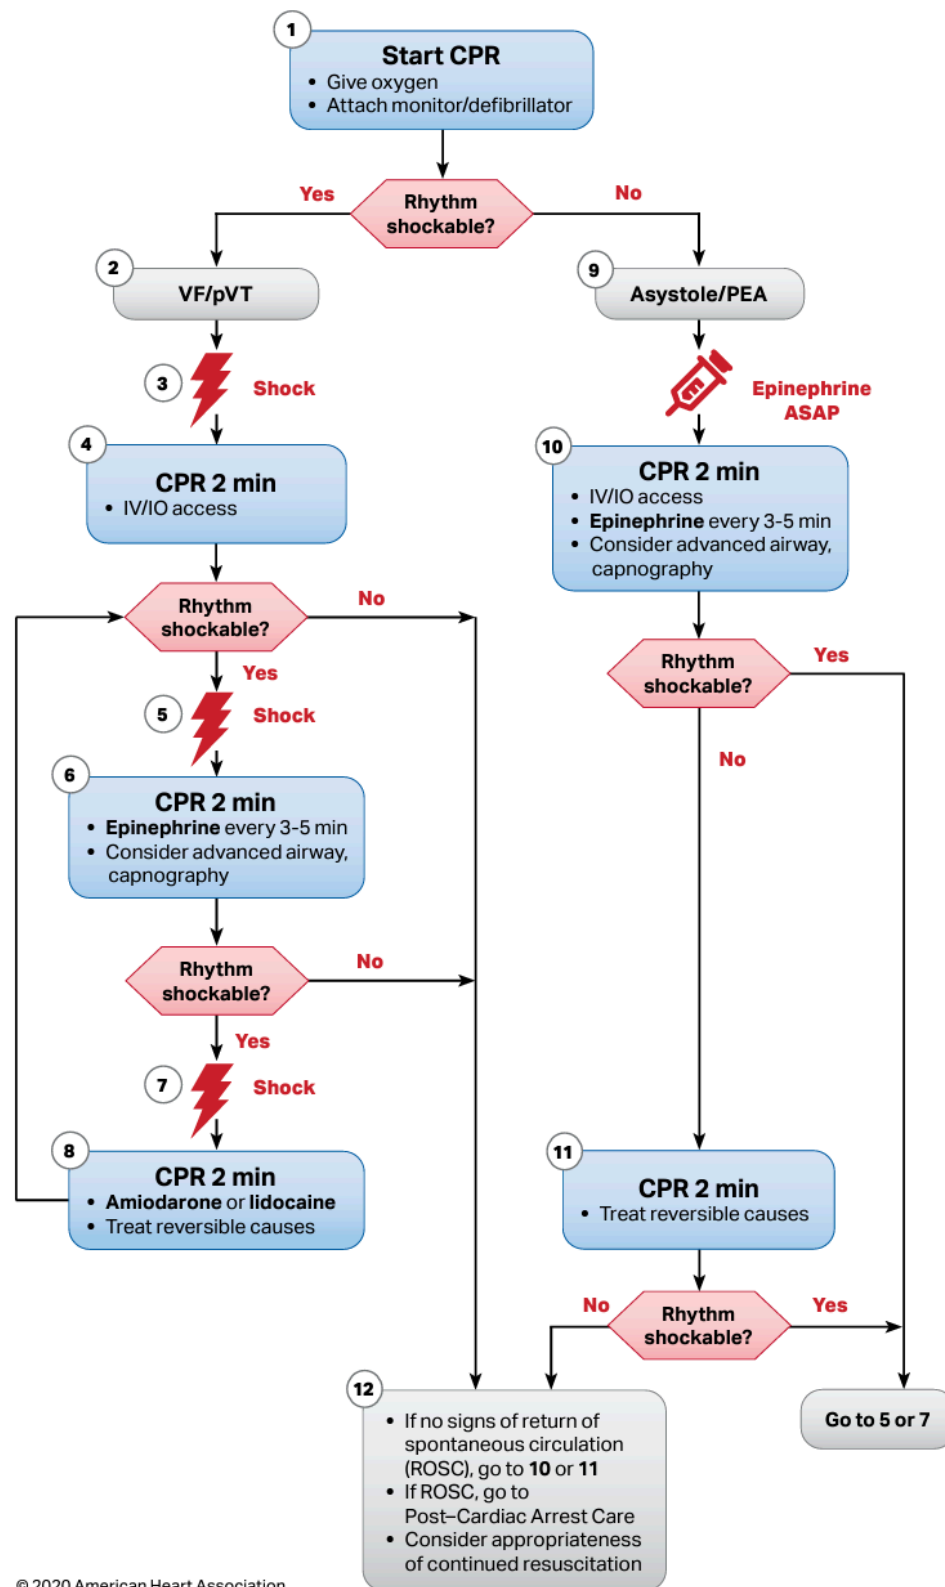 1
Start CPR
• Give oxygen
• Attach monitor/defibrillator
Yes
Rhythm
shockable?
No
2
VF/pVT
9
Asystole/PEA
3
Shock
Epinephrine
ASAP
4
CPR 2 min
• IV/IO access
10
CPR 2 min
• IV/IO access
• Epinephrine every 3-5 min
• Consider advanced airway,
capnography
Rhythm
shockable?
No
Yes
Rhythm
shockable?
Yes
No
5
Shock
6
CPR 2 min
• Epinephrine every 3-5 min
• Consider advanced airway,
capnography
Rhythm
shockable?
No
Yes
7
Shock
8
CPR 2 min
• Amiodarone or lidocaine
• Treat reversible causes
11
CPR 2 min
• Treat reversible causes
No
Rhythm
shockable?
Yes
12
• If no signs of return of
spontaneous circulation
(ROSC), go to 10 or 11
• If ROSC, go to
Post–Cardiac Arrest Care
• Consider appropriateness
of continued resuscitation
Go to 5 or 7
© 2020 American Heart Association